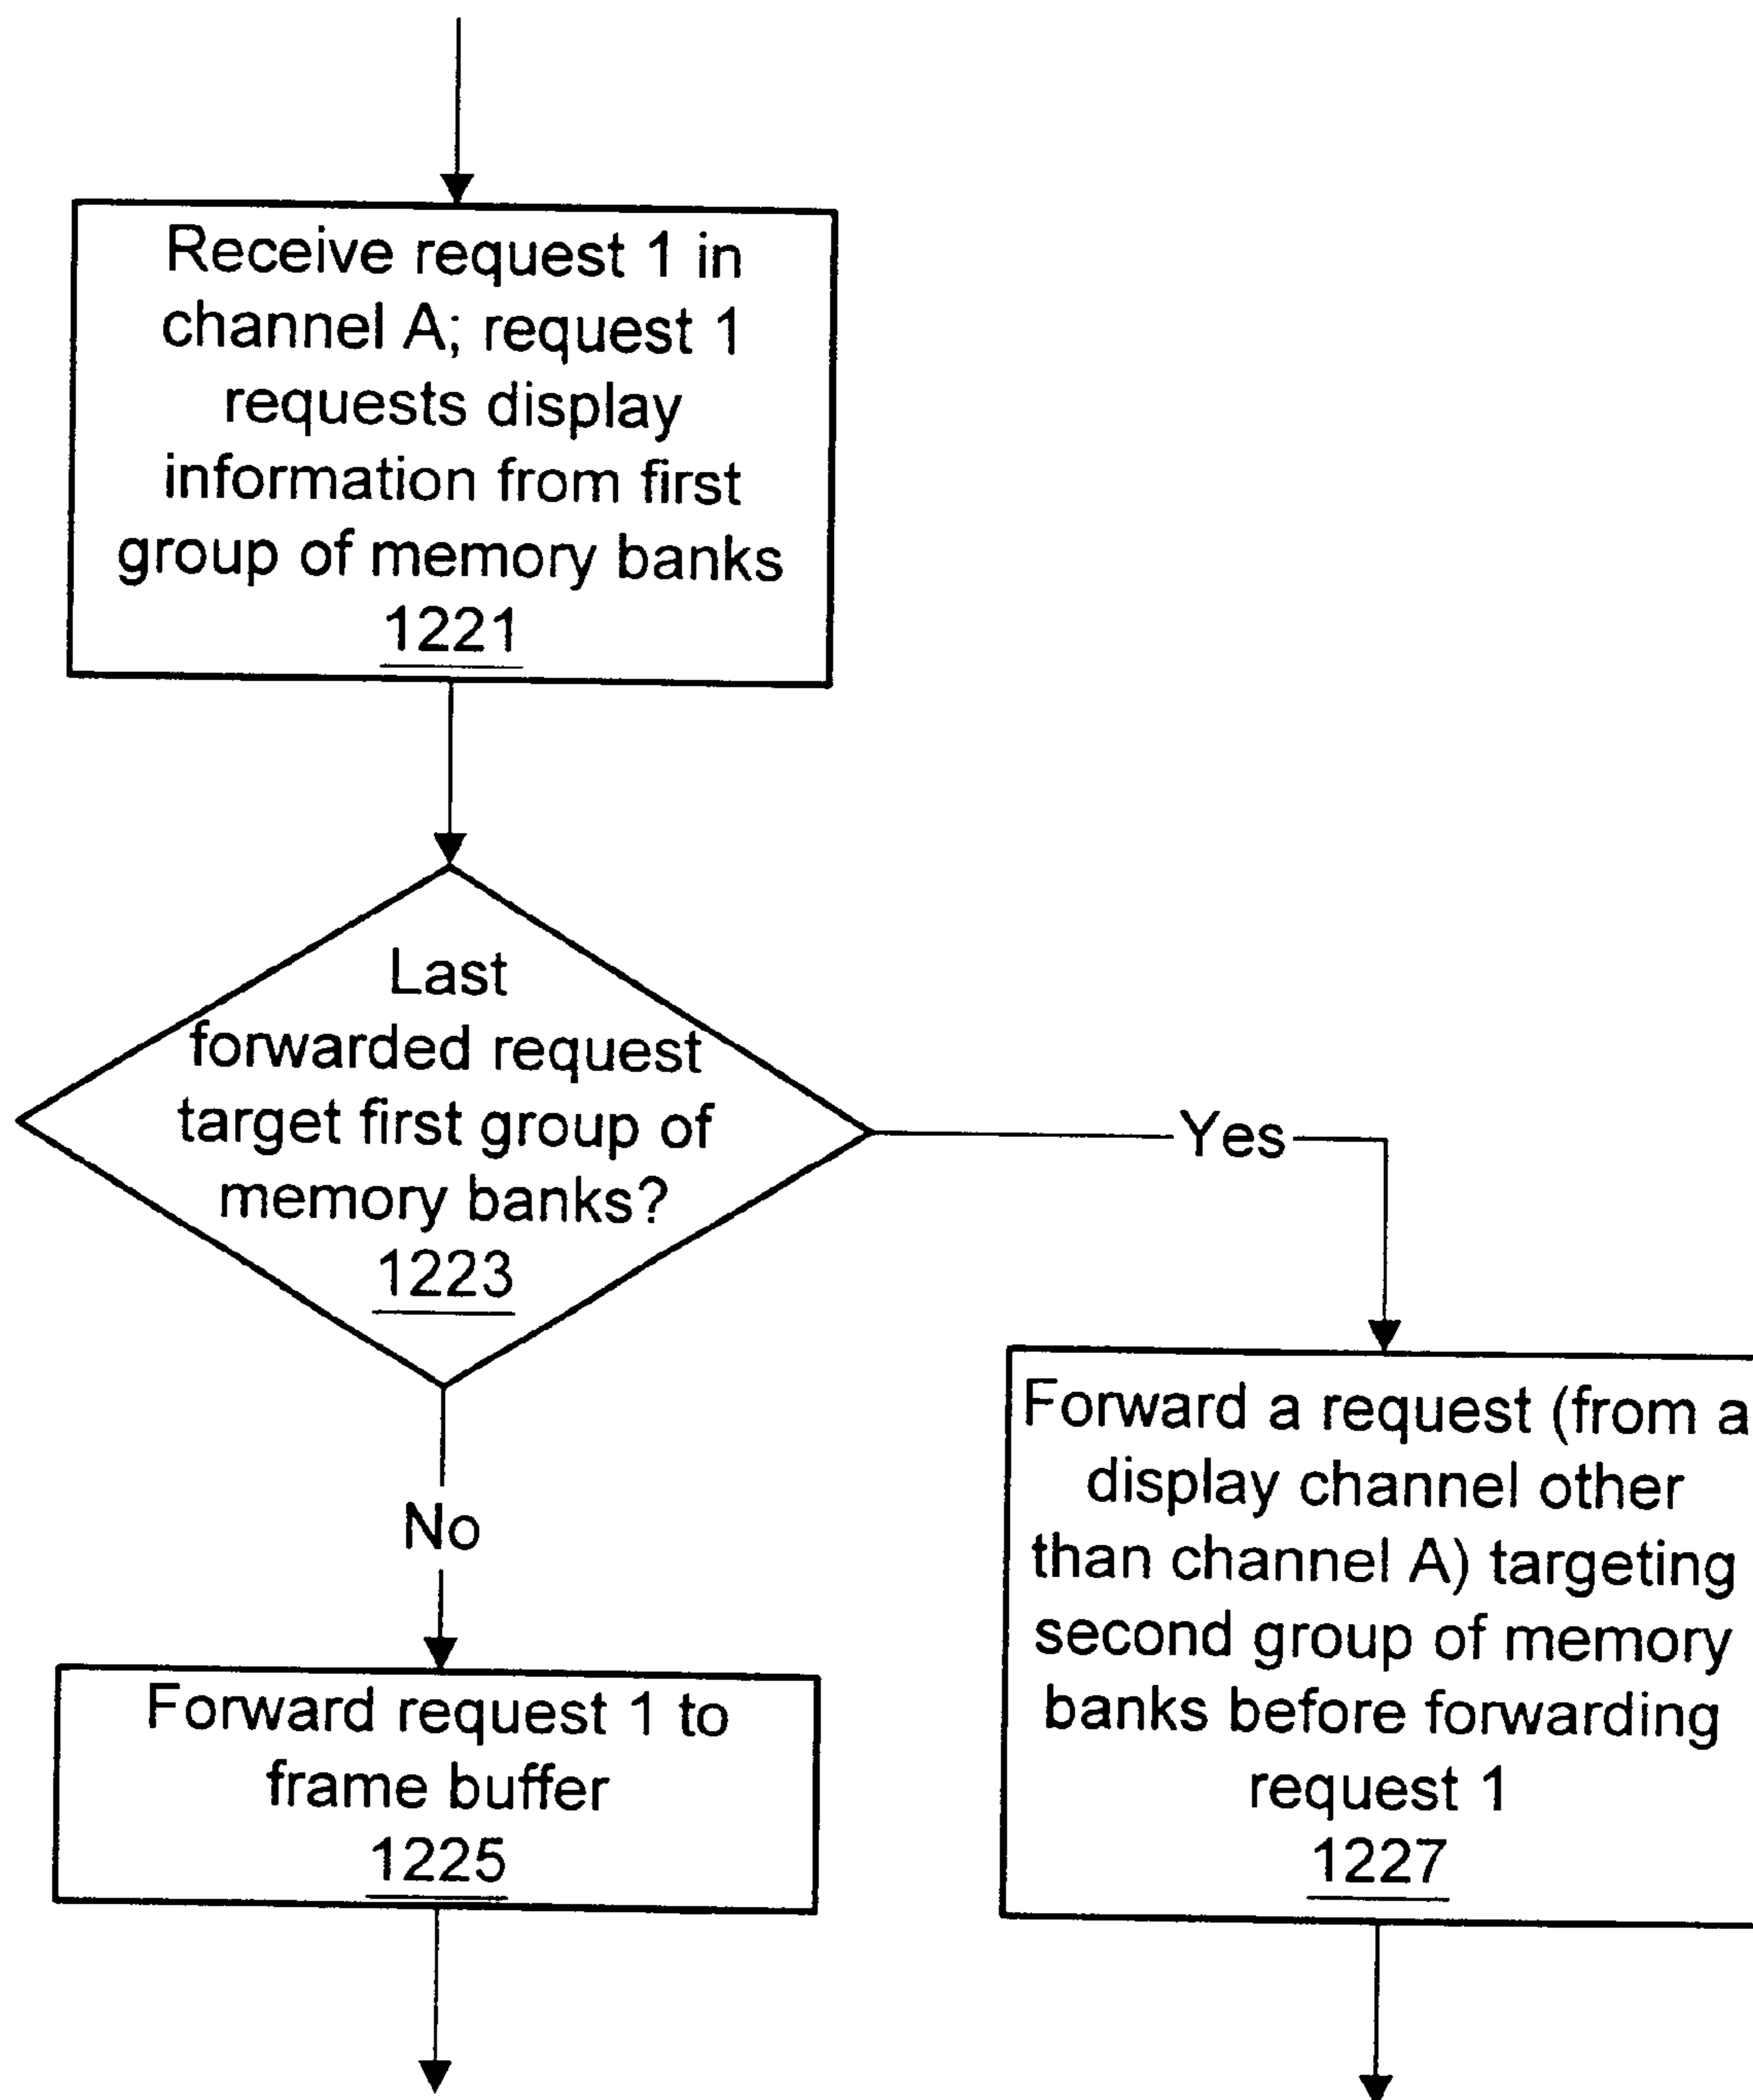 Receive request 1 in
channel A; request 1
requests display
information from first
group of memory banks
1221
Last
forwarded request
target first group of
memory banks?
1223
Yes
No
Forward request 1 to
frame buffer
1225
Forward a request (from a
display channel other
than channel A) targeting
second group of memory
banks before forwarding
request 1
1227